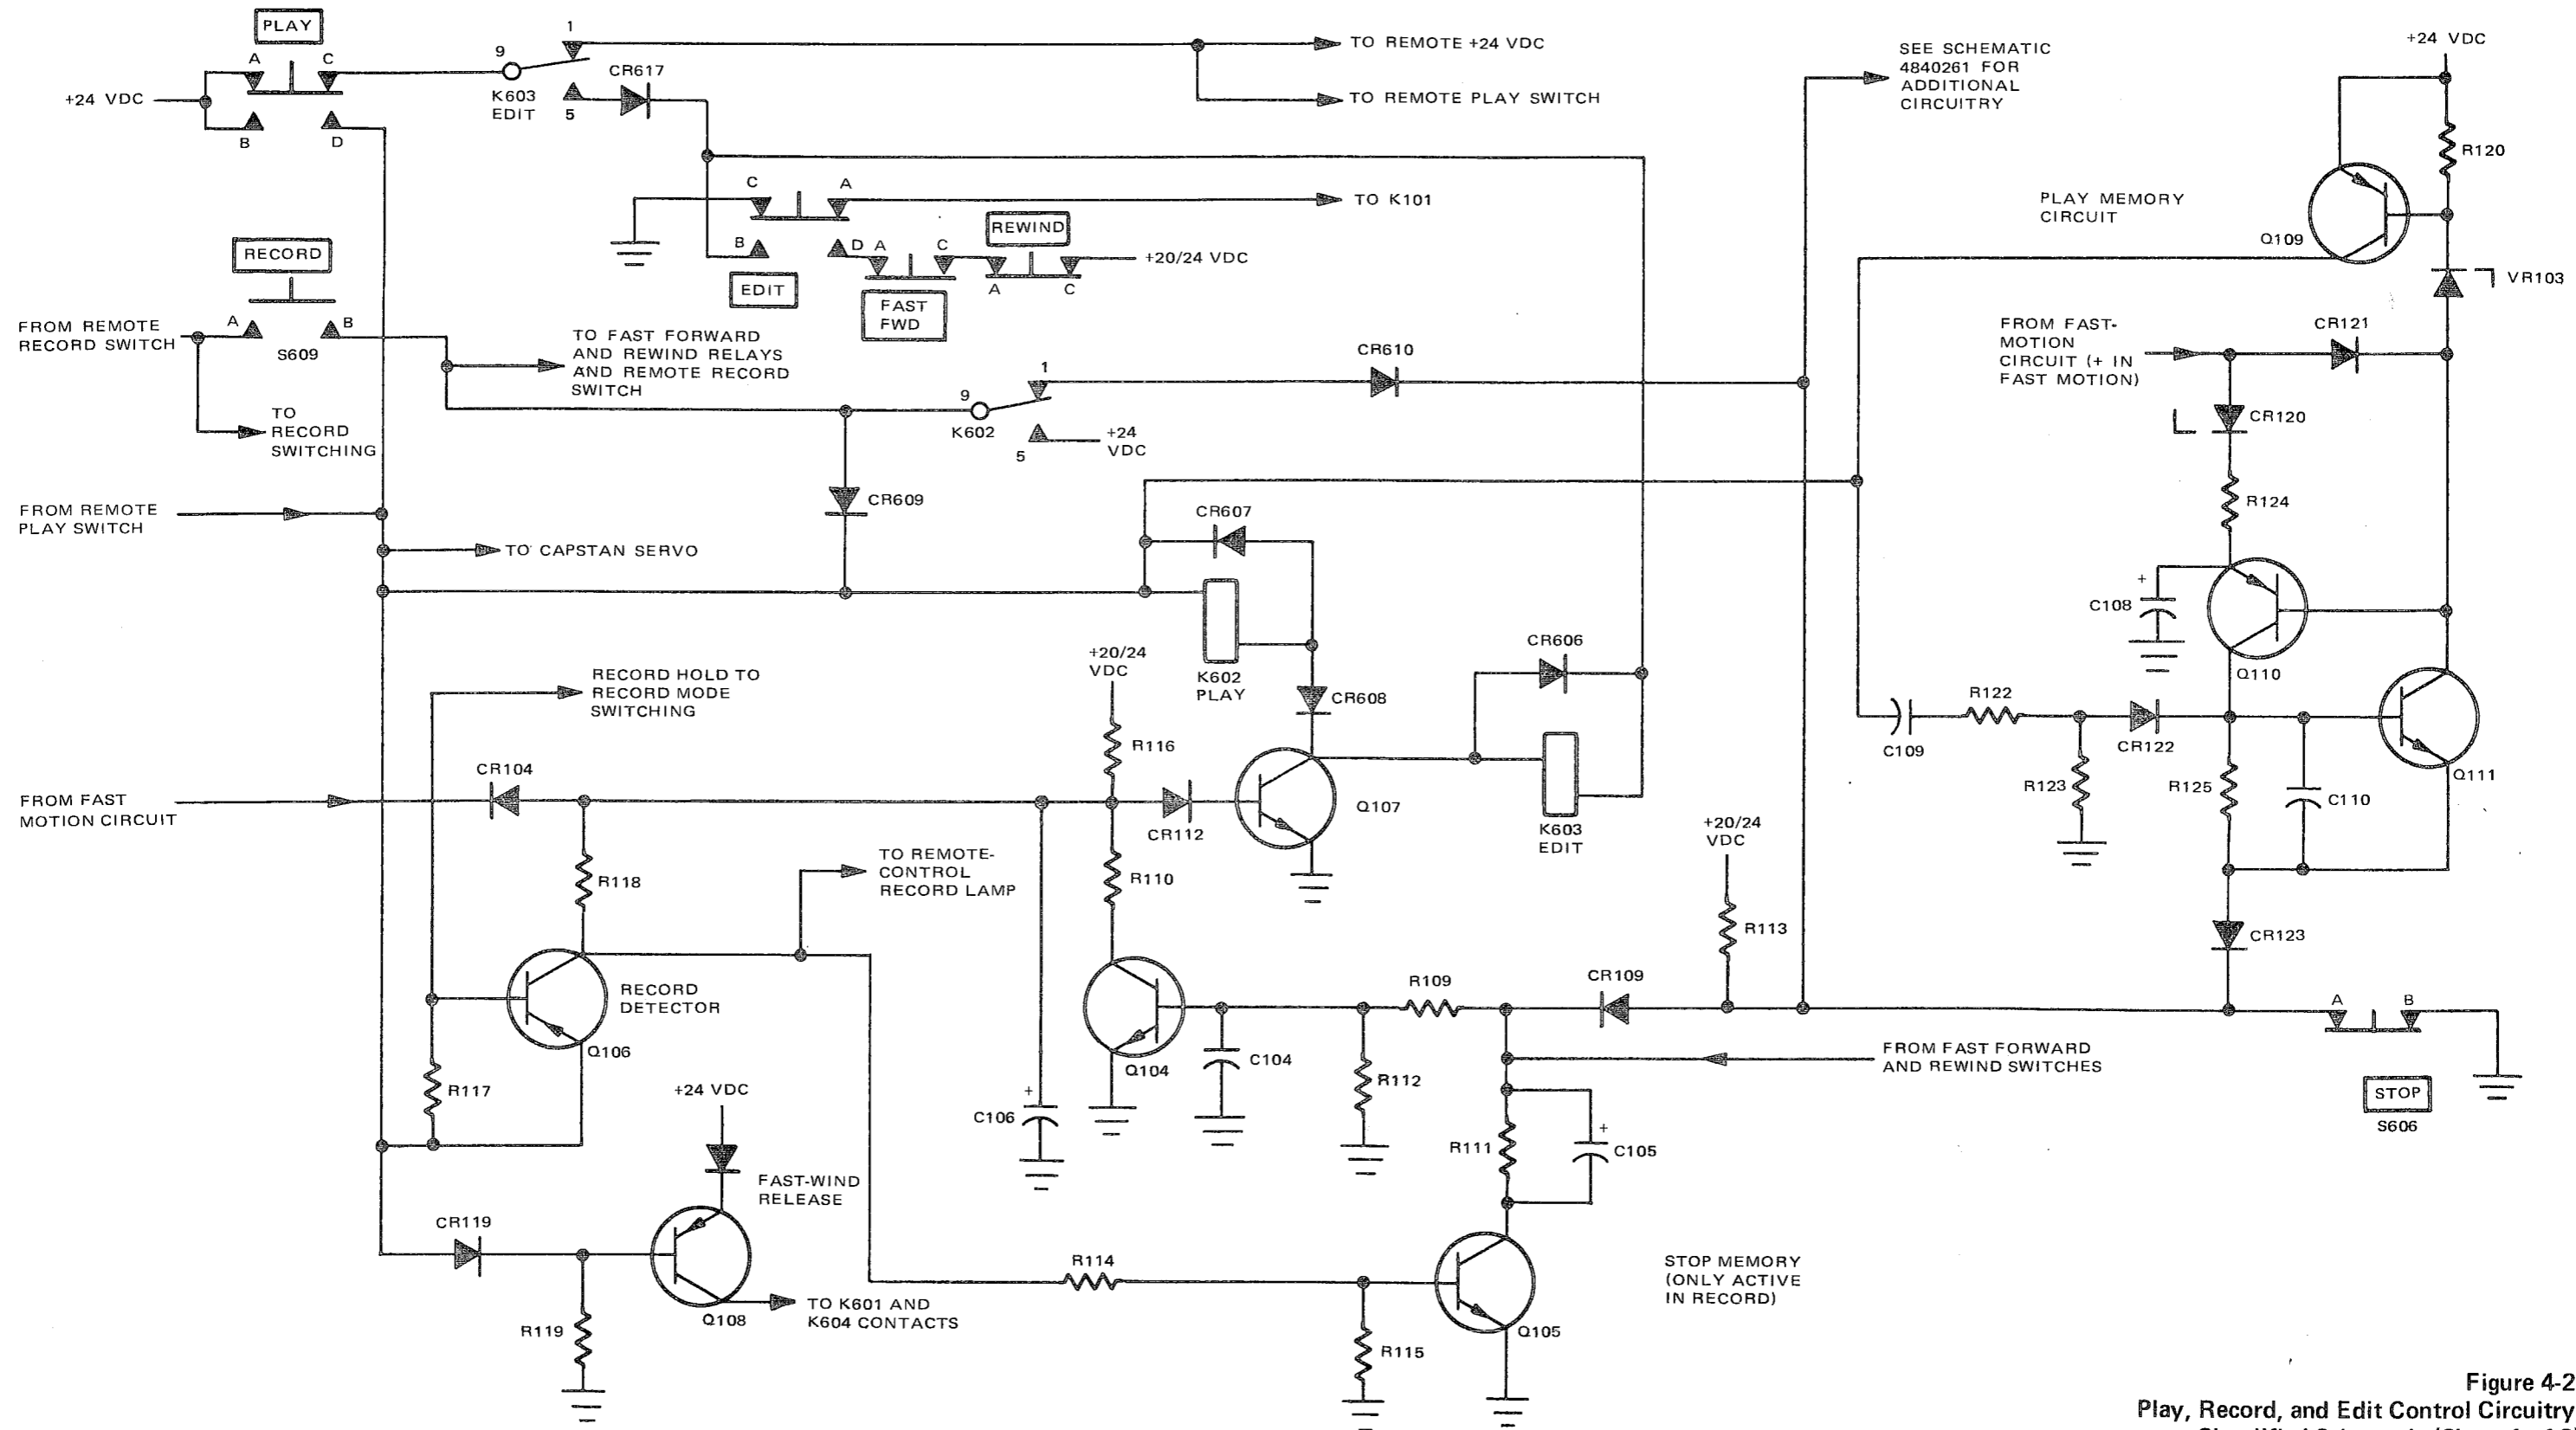 PLAY
A
C
+24 VDC
B
D
9
1
K603
EDIT
5
CR617
TO REMOTE +24 VDC
TO REMOTE PLAY SWITCH
SEE SCHEMATIC
4840261 FOR
ADDITIONAL
CIRCUITRY
+24 VDC
R120
PLAY MEMORY
CIRCUIT
Q109
VR103
C
A
TO K101
B
D
A
C
REWIND
+20/24 VDC
A
C
EDIT
FAST
FWD
RECORD
FROM REMOTE
RECORD SWITCH
A
B
S609
TO
RECORD
SWITCHING
TO FAST FORWARD
AND REWIND RELAYS
AND REMOTE RECORD
SWITCH
9
1
K602
5
+24
VDC
CR610
FROM FAST-
MOTION
CIRCUIT (+ IN
FAST MOTION)
CR121
CR120
R124
FROM REMOTE
PLAY SWITCH
TO CAPSTAN SERVO
CR609
CR607
K602
PLAY
CR608
+20/24
VDC
R116
CR606
K603
EDIT
+
C108
Q110
R122
C109
R123
CR122
R125
C110
Q111
RECORD HOLD TO
RECORD MODE
SWITCHING
FROM FAST
MOTION CIRCUIT
CR104
R118
CR112
Q107
R110
TO REMOTE-
CONTROL
RECORD LAMP
+20/24
VDC
R113
CR123
RECORD
DETECTOR
Q106
R117
+
C106
Q104
C104
R112
R109
CR109
FROM FAST FORWARD
AND REWIND SWITCHES
A
B
STOP
S606
+24 VDC
FAST-WIND
RELEASE
CR119
R119
Q108
TO K601 AND
K604 CONTACTS
R111
+
C105
R114
R115
Q105
STOP MEMORY
(ONLY ACTIVE
IN RECORD)
Figure 4-2
Play, Record, and Edit Control Circuitry